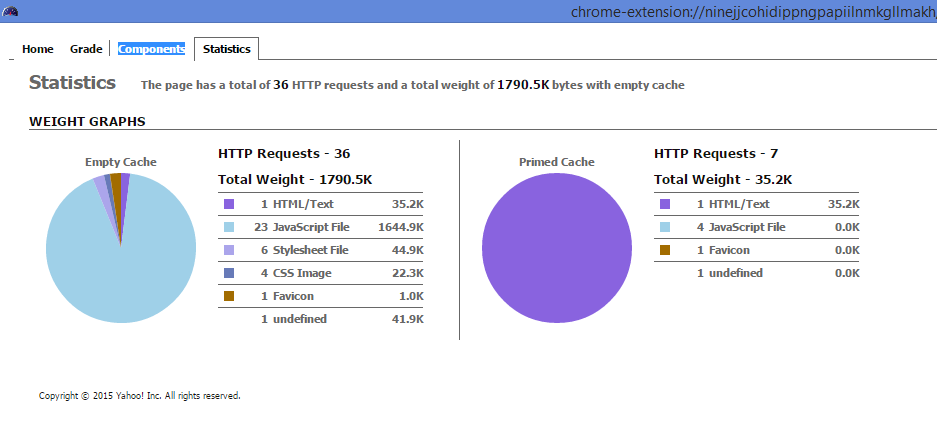 chrome-extension://ninejjcohidippngpapiilnmkgllmakh
Home Grade Components Statistics
Statistics The page has a total of 36 HTTP requests and a total weight of 1790.5K bytes with empty cache
WEIGHT GRAPHS
Empty Cache
HTTP Requests - 36
Total Weight - 1790.5K
1 HTML/Text 35.2K
23 JavaScript File 1644.9K
6 Stylesheet File 44.9K
4 CSS Image 22.3K
1 Favicon 1.0K
1 undefined 41.9K
Primed Cache
HTTP Requests - 7
Total Weight - 35.2K
1 HTML/Text 35.2K
4 JavaScript File 0.0K
1 Favicon 0.0K
1 undefined 0.0K
Copyright © 2015 Yahoo! Inc. All rights reserved.